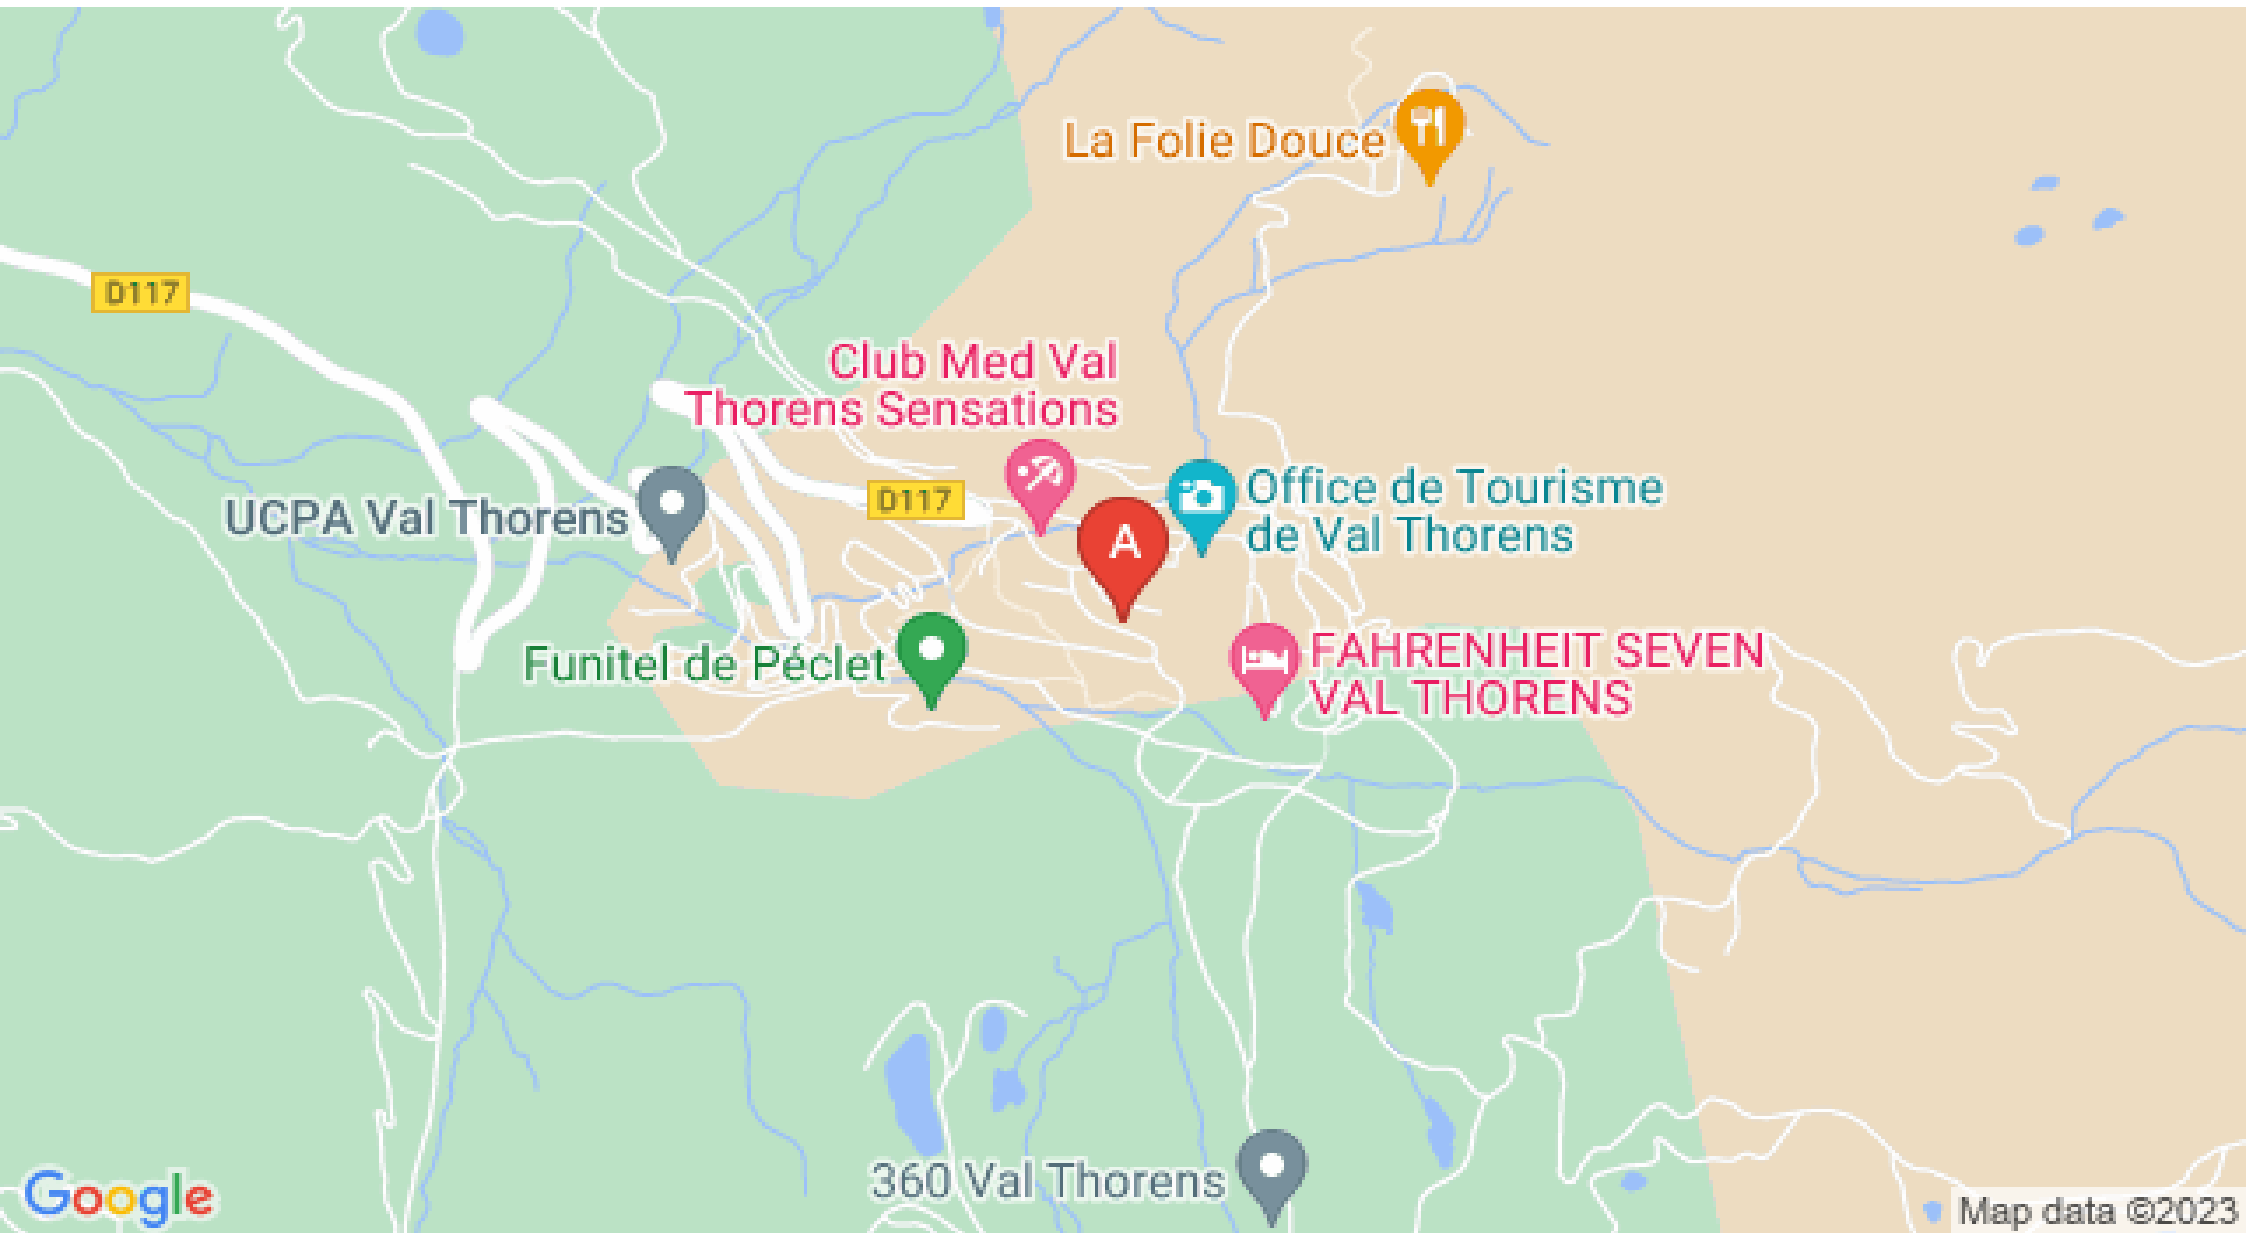 La Folie Douce
D117
Club Med Val
Thorens Sensations
D117
UCPA Val Thorens
A
Office de Tourisme
de Val Thorens
Funitel de Péclet
FAHRENHEIT SEVEN
VAL THORENS
360 Val Thorens
Google
Map data ©2023